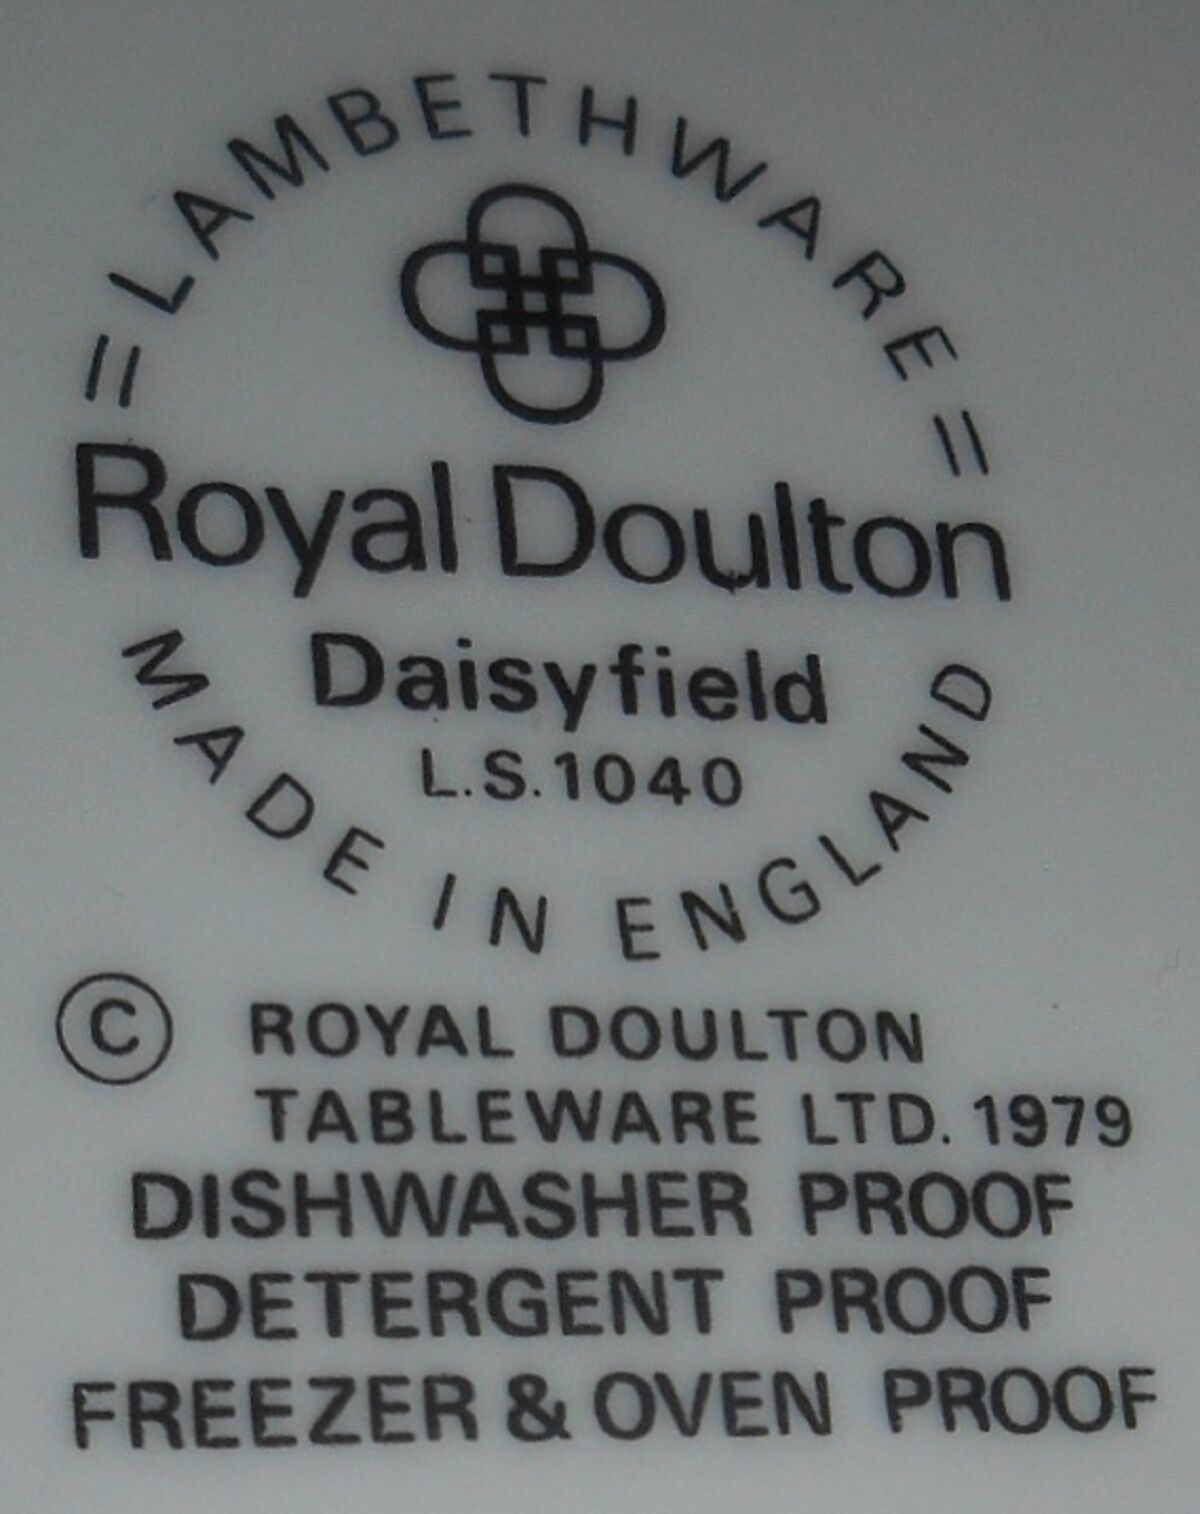 =LAMBETHWARE=
Royal Doulton
Daisyfield
L.S.1040
MADE IN ENGLAND
© ROYAL DOULTON
TABLEWARE LTD. 1979
DISHWASHER PROOF
DETERGENT PROOF
FREEZER & OVEN PROOF